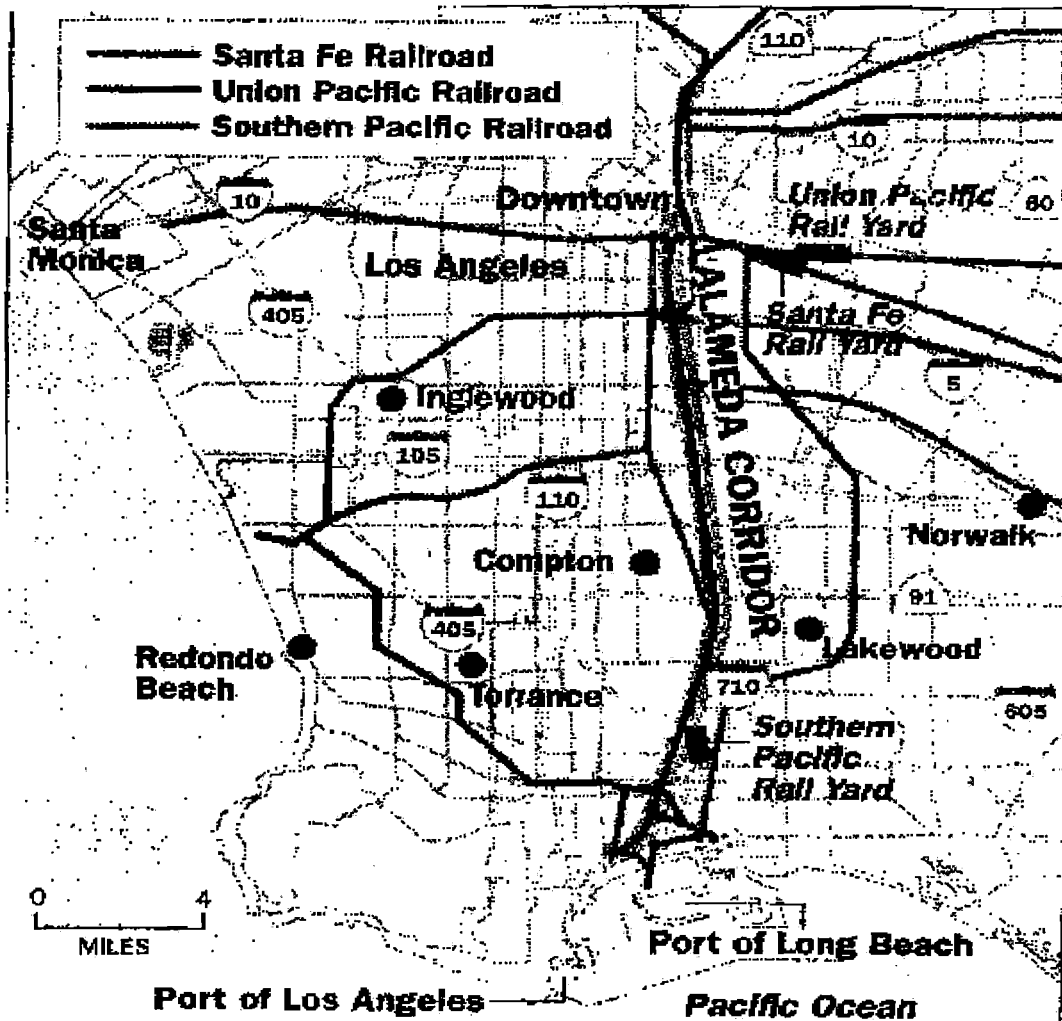 Santa Fe Railroad
Union Pacific Railroad
Southern Pacific Railroad
110
10
10
60
Downtown
Union Pacific
Rail Yard
Santa
Monica
Los Angeles
405
Santa Fe
Rail Yard
5
ALAMEDA CORRIDOR
Inglewood
105
110
Norwalk
Compton
91
405
Redondo
Beach
Torrance
Lakewood
710
605
Southern
Pacific
Rail Yard
0 4
MILES
Port of Long Beach
Port of Los Angeles
Pacific Ocean